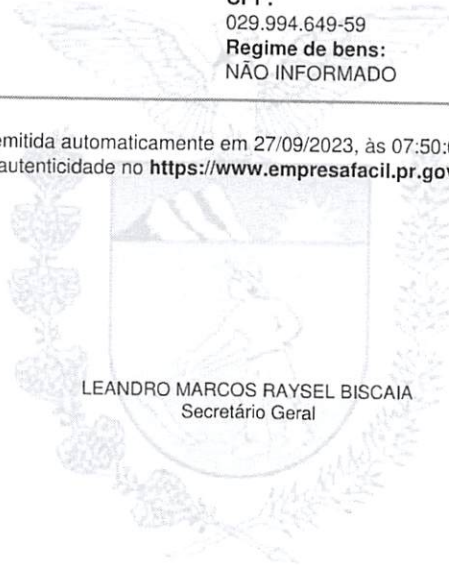 029.994.649-59
Regime de bens:
NÃO INFORMADO
emitida automaticamente em 27/09/2023, às 07:50:
autenticidade no https://www.empresafacil.pr.gov
LEANDRO MARCOS RAYSEL BISCAIA
Secretário Geral